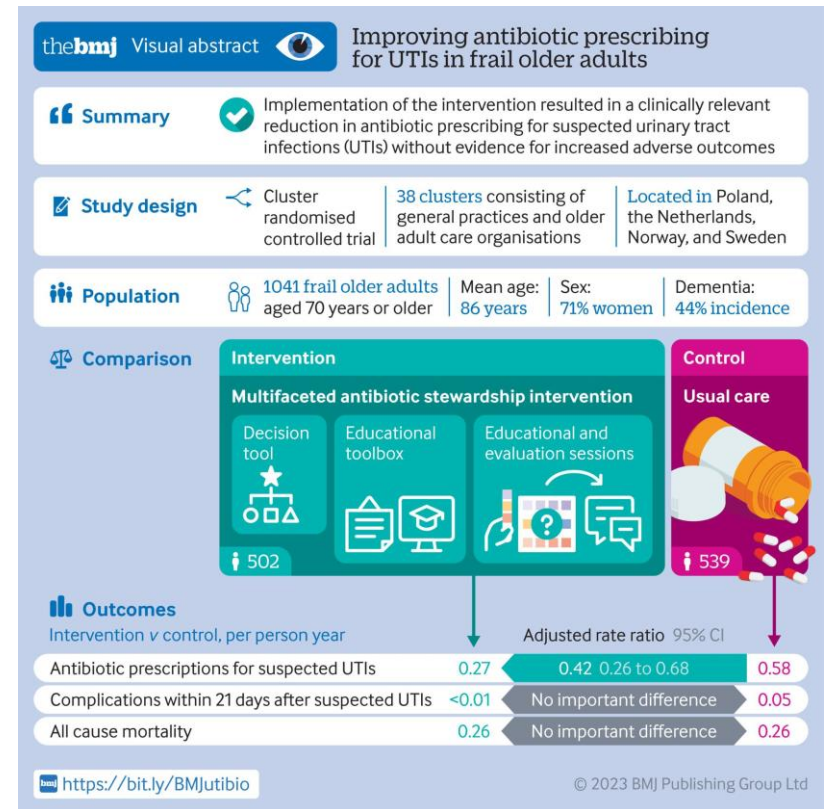 thebmj Visual abstract
Improving antibiotic prescribing
for UTIs in frail older adults
Summary
Implementation of the intervention resulted in a clinically relevant
reduction in antibiotic prescribing for suspected urinary tract
infections (UTIs) without evidence for increased adverse outcomes
Study design
Cluster
randomised
controlled trial
38 clusters consisting of
general practices and older
adult care organisations
Located in Poland,
the Netherlands,
Norway, and Sweden
Population
1041 frail older adults
aged 70 years or older
Mean age:
86 years
Sex:
71% women
Dementia:
44% incidence
Comparison
Intervention
Multifaceted antibiotic stewardship intervention
Decision
tool
Educational
toolbox
Educational and
evaluation sessions
?
502
Control
Usual care
539
Outcomes
Intervention v control, per person year
Adjusted rate ratio 95% CI
Antibiotic prescriptions for suspected UTIs 0.27 0.42 0.26 to 0.68 0.58
Complications within 21 days after suspected UTIs <0.01 No important difference 0.05
All cause mortality 0.26 No important difference 0.26
bmj https://bit.ly/BMJutibio
© 2023 BMJ Publishing Group Ltd